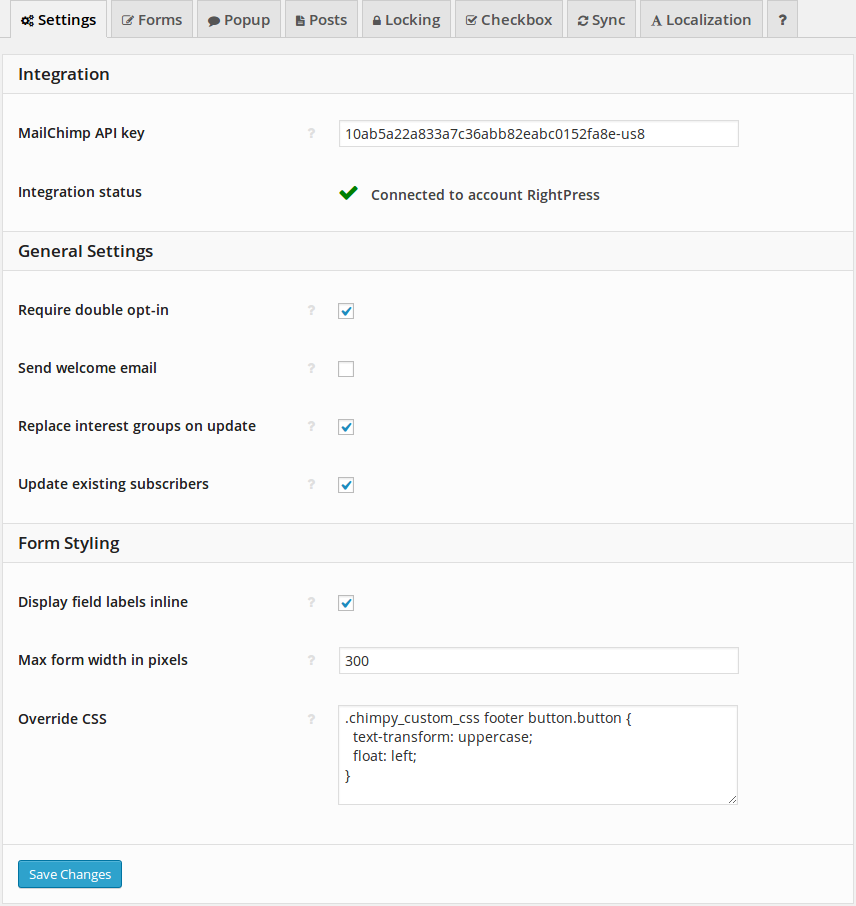 Settings Forms Popup Posts Locking Checkbox Sync Localization ?
Integration
MailChimp API key ? 10ab5a22a833a7c36abb82eabc0152fa8e-us8
Integration status Connected to account RightPress
General Settings
Require double opt-in ?
Send welcome email ?
Replace interest groups on update ?
Update existing subscribers ?
Form Styling
Display field labels inline ?
Max form width in pixels ? 300
Override CSS ? .chimpy_custom_css footer button.button {
text-transform: uppercase;
float: left;
}
Save Changes